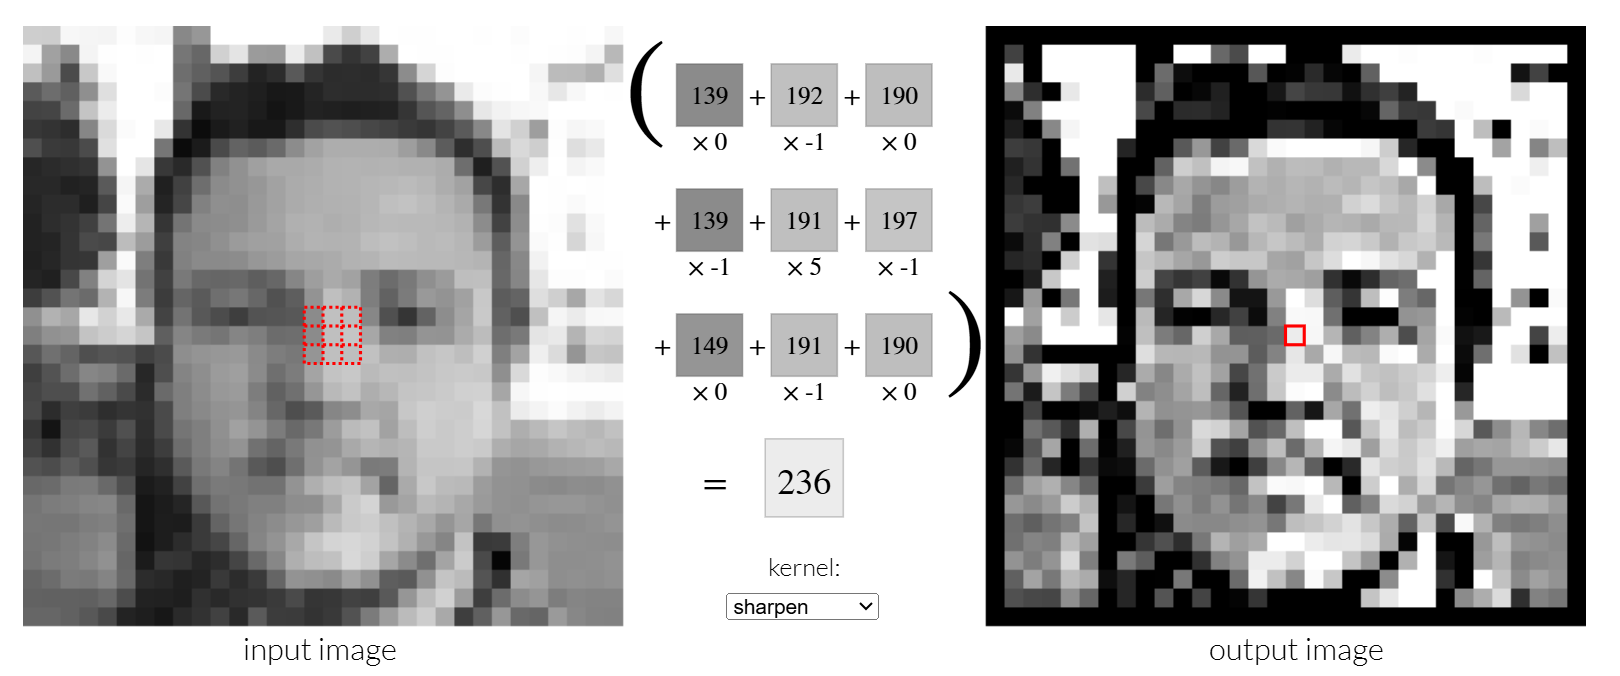 ( 139 + 192 + 190
× 0 × -1 × 0
+ 139 + 191 + 197
× -1 × 5 × -1
+ 149 + 191 + 190 )
× 0 × -1 × 0
= 236
kernel:
sharpen
input image
output image